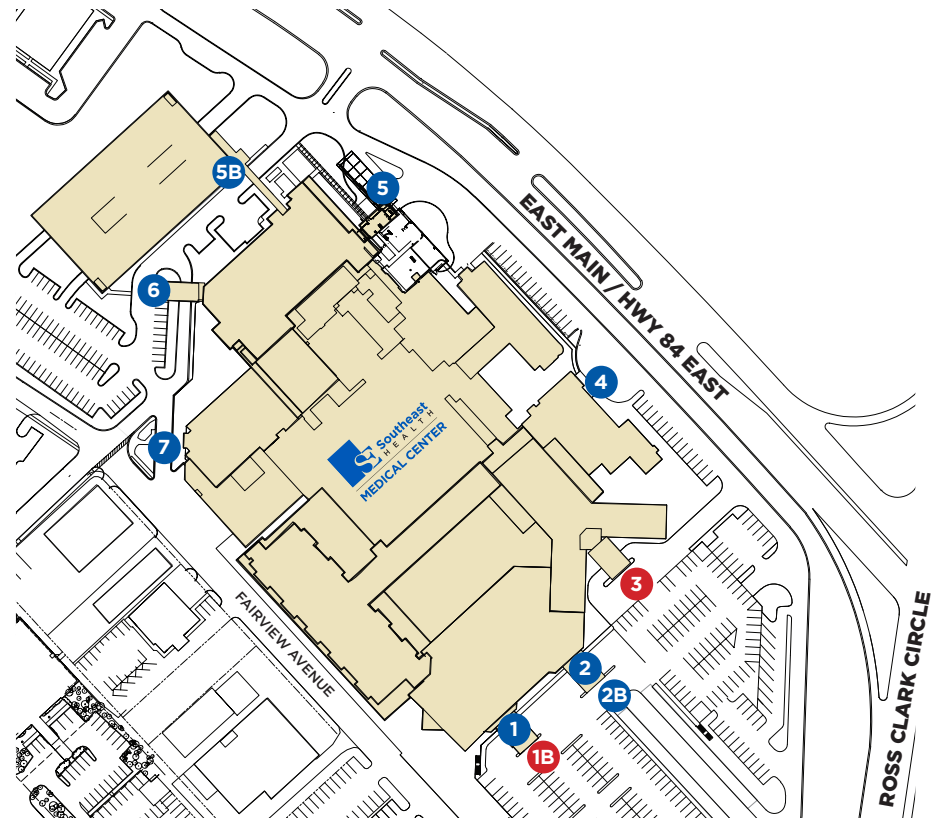 5B
5
EAST MAIN / HWY 84 EAST
6
4
Southeast
HEALTH
MEDICAL CENTER
7
3
FAIRVIEW AVENUE
2
2B
1
1B
ROSS CLARK CIRCLE